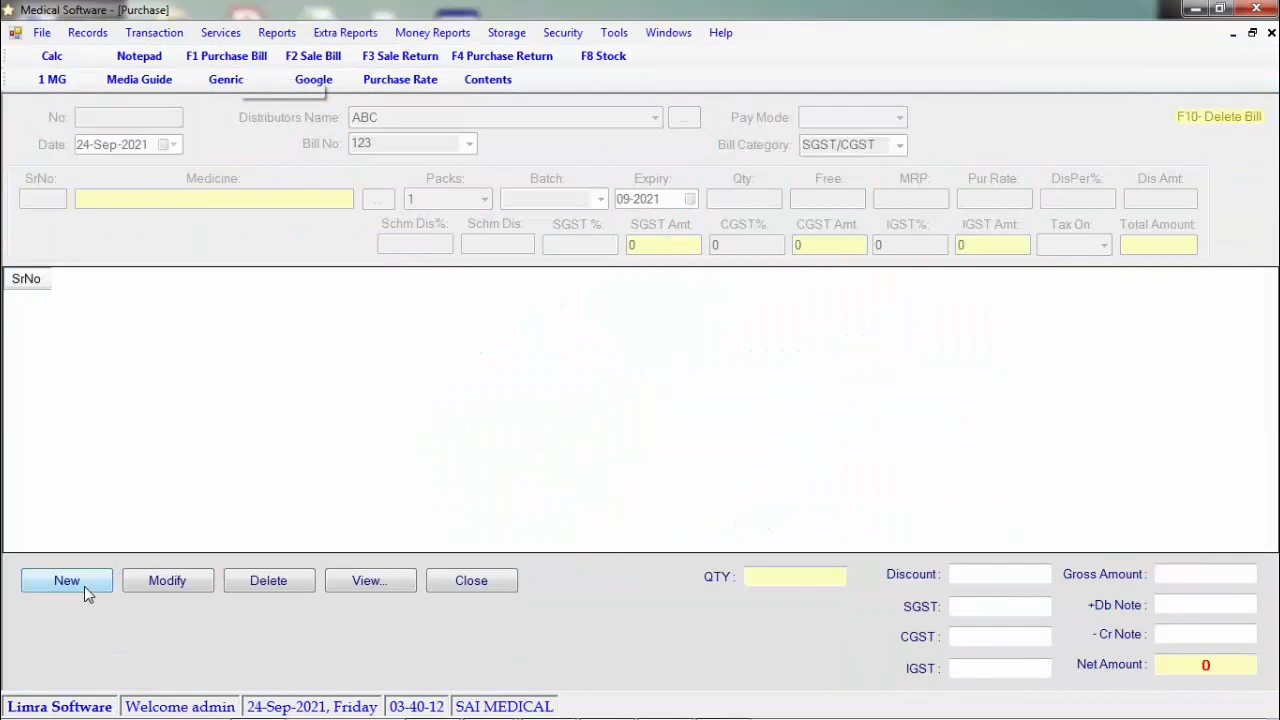 Medical Software - [Purchase]
File Records Transaction Services Reports Extra Reports Money Reports Storage Security Tools Windows Help
Calc Notepad F1 Purchase Bill F2 Sale Bill F3 Sale Return F4 Purchase Return F8 Stock
1 MG Media Guide Genric Google Purchase Rate Contents
No: Distributors Name: ABC ... Pay Mode: F10- Delete Bill
Date: 24-Sep-2021 Bill No: 123 Bill Category: SGST/CGST
SrNo: Medicine: Packs: Batch: Expiry: Qty: Free: MRP: Pur Rate: DisPer%: Dis Amt:
... 1 09-2021
Schm Dis%: Schm Dis: SGST %: SGST Amt: CGST%: CGST Amt: IGST%: IGST Amt: Tax On: Total Amount:
0 0 0 0 0
SrNo
New Modify Delete View... Close QTY : Discount : Gross Amount :
SGST: +Db Note :
CGST : - Cr Note :
IGST : Net Amount : 0
Limra Software Welcome admin 24-Sep-2021, Friday 03-40-12 SAI MEDICAL